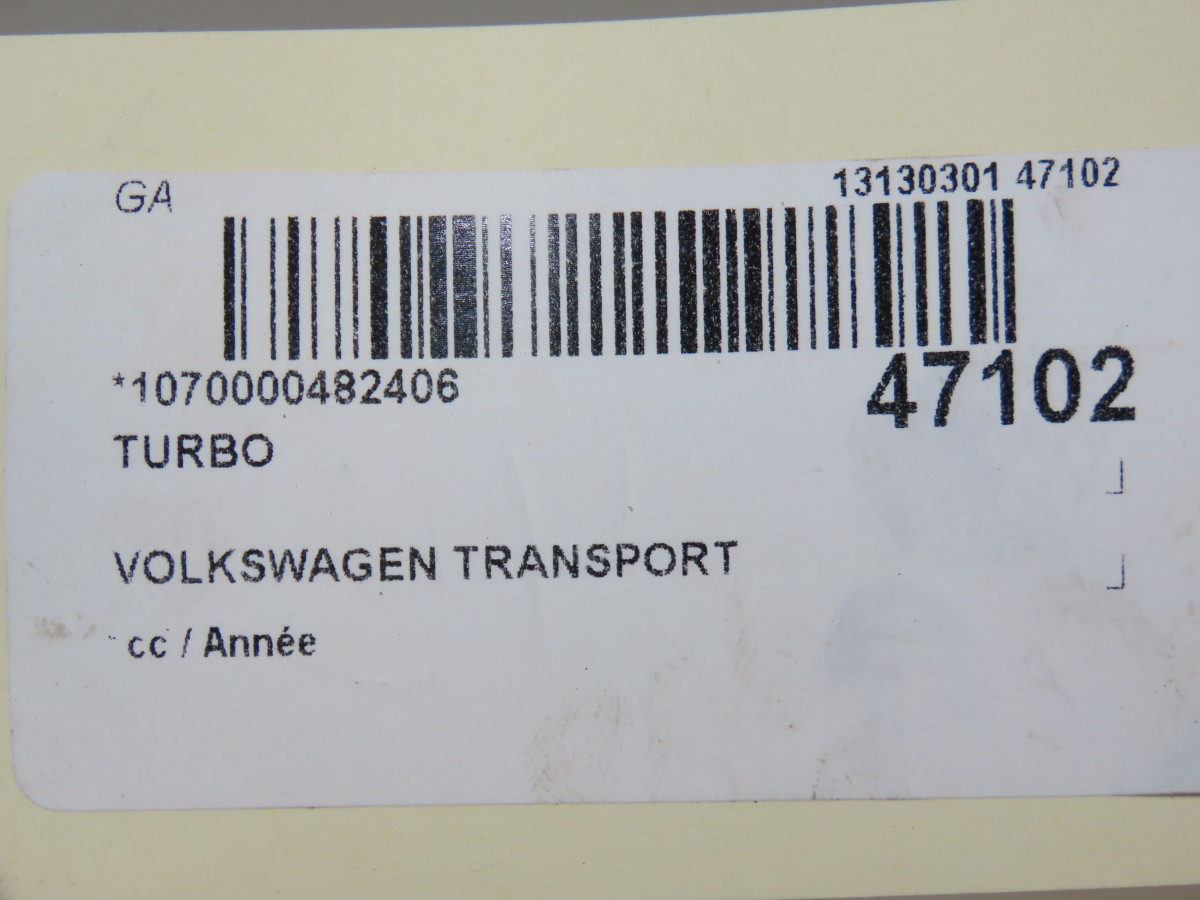 GA 13130301 47102
*1070000482406 47102
TURBO
VOLKSWAGEN TRANSPORT
cc / Année